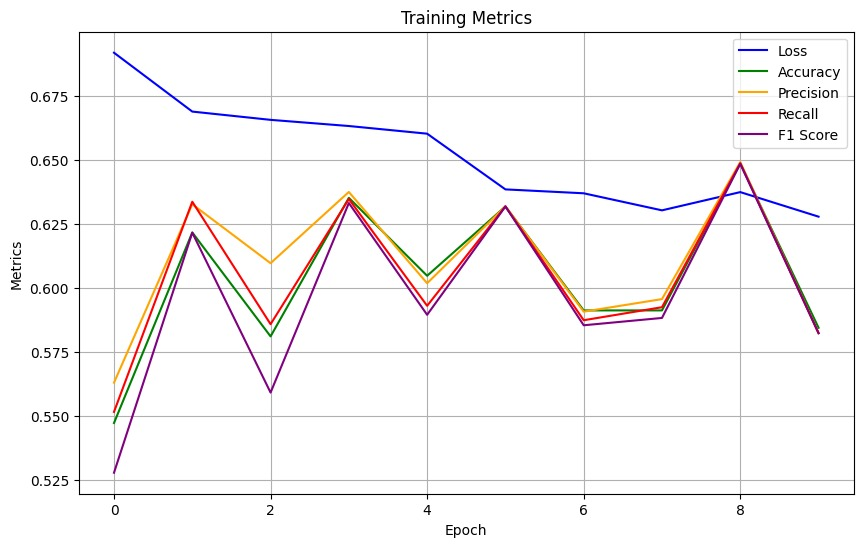 Training Metrics
Loss
Accuracy
Precision
Recall
F1 Score
Metrics
0.675
0.650
0.625
0.600
0.575
0.550
0.525
0
2
4
6
8
Epoch